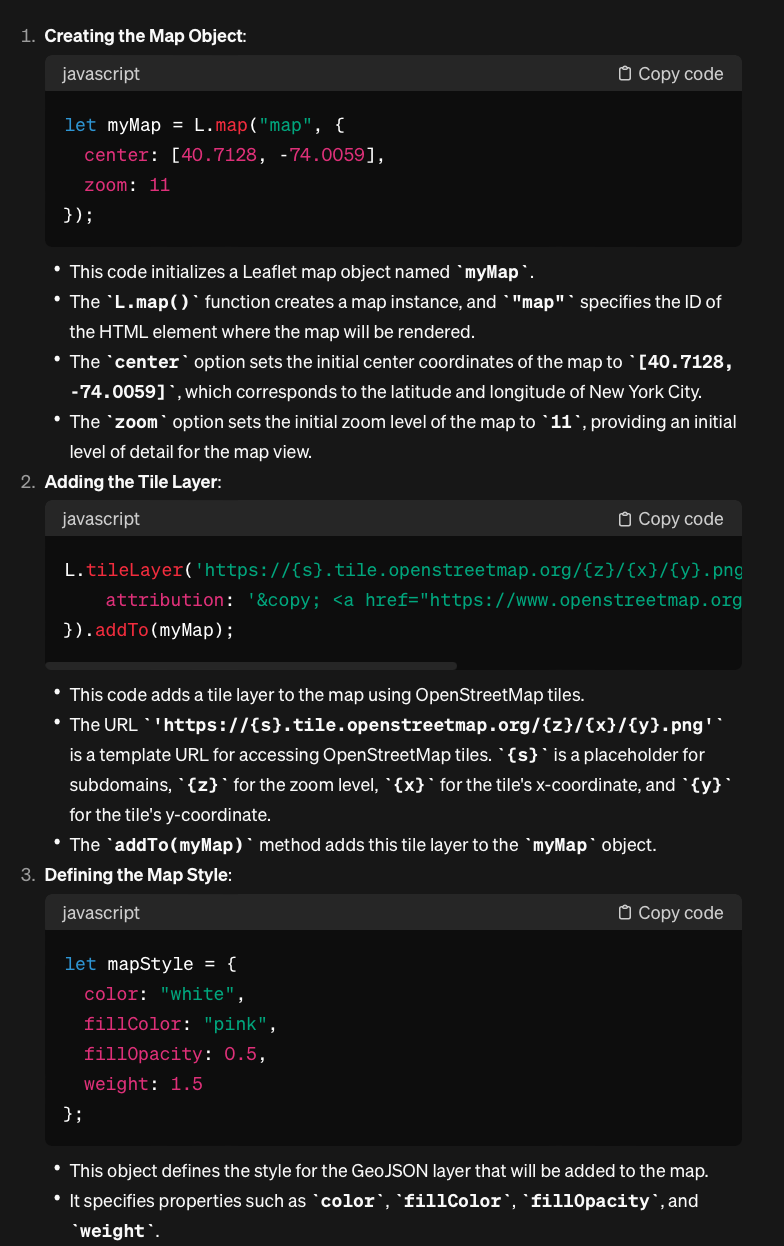 1. Creating the Map Object:
javascript Copy code
let myMap = L.map("map", {
  center: [40.7128, -74.0059],
  zoom: 11
});
• This code initializes a Leaflet map object named `myMap`.
• The `L.map()` function creates a map instance, and `"map"` specifies the ID of
the HTML element where the map will be rendered.
• The `center` option sets the initial center coordinates of the map to `[40.7128,
-74.0059]`, which corresponds to the latitude and longitude of New York City.
• The `zoom` option sets the initial zoom level of the map to `11`, providing an initial
level of detail for the map view.
2. Adding the Tile Layer:
javascript Copy code
L.tileLayer('https://{s}.tile.openstreetmap.org/{z}/{x}/{y}.png
    attribution: '&copy; <a href="https://www.openstreetmap.org
}).addTo(myMap);
• This code adds a tile layer to the map using OpenStreetMap tiles.
• The URL `'https://{s}.tile.openstreetmap.org/{z}/{x}/{y}.png'`
is a template URL for accessing OpenStreetMap tiles. `{s}` is a placeholder for
subdomains, `{z}` for the zoom level, `{x}` for the tile's x-coordinate, and `{y}`
for the tile's y-coordinate.
• The `addTo(myMap)` method adds this tile layer to the `myMap` object.
3. Defining the Map Style:
javascript Copy code
let mapStyle = {
  color: "white",
  fillColor: "pink",
  fillOpacity: 0.5,
  weight: 1.5
};
• This object defines the style for the GeoJSON layer that will be added to the map.
• It specifies properties such as `color`, `fillColor`, `fillOpacity`, and
`weight`.